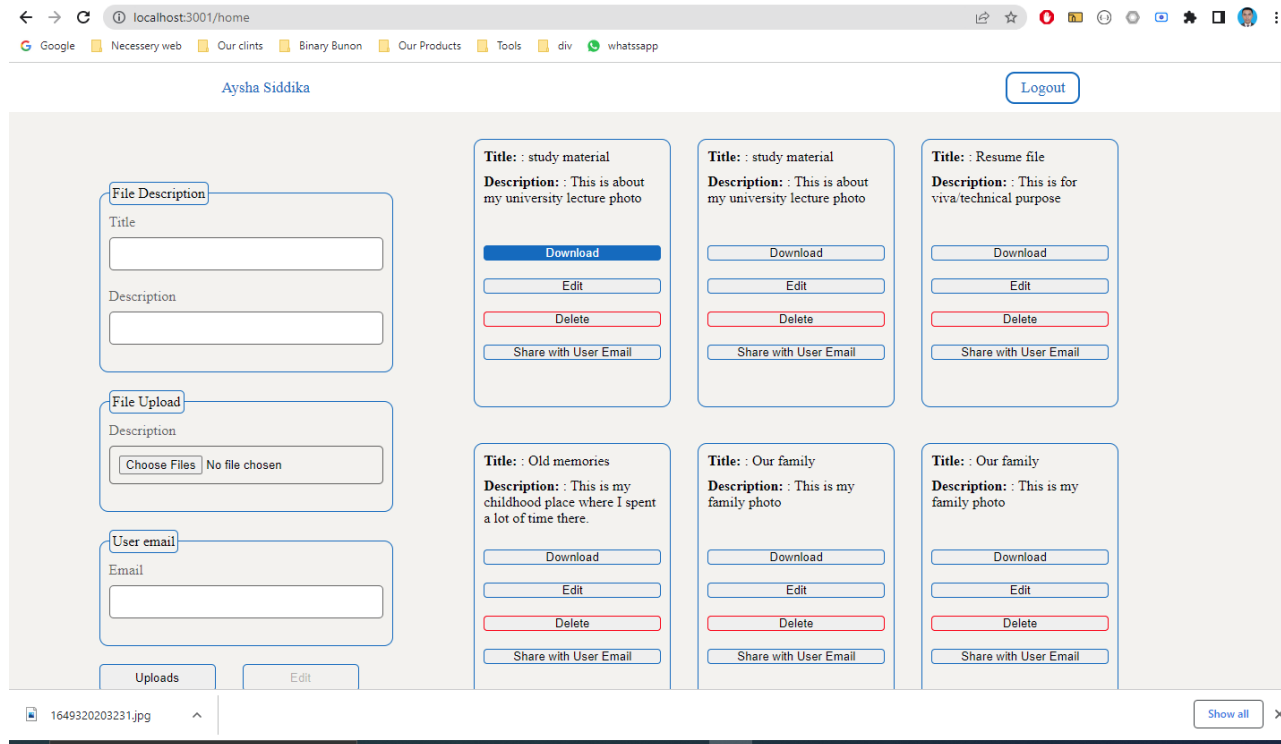 localhost:3001/home
Google Necessery web Our clints Binary Bunon Our Products Tools div whatssapp
Aysha Siddika
Logout
File Description
Title
Description
File Upload
Description
Choose Files No file chosen
User email
Email
Uploads Edit
Title: : study material
Description: : This is about
my university lecture photo
Download
Edit
Delete
Share with User Email
Title: : study material
Description: : This is about
my university lecture photo
Download
Edit
Delete
Share with User Email
Title: : Resume file
Description: : This is for
viva/technical purpose
Download
Edit
Delete
Share with User Email
Title: : Old memories
Description: : This is my
childhood place where I spent
a lot of time there.
Download
Edit
Delete
Share with User Email
Title: : Our family
Description: : This is my
family photo
Download
Edit
Delete
Share with User Email
Title: : Our family
Description: : This is my
family photo
Download
Edit
Delete
Share with User Email
1649320203231.jpg
Show all